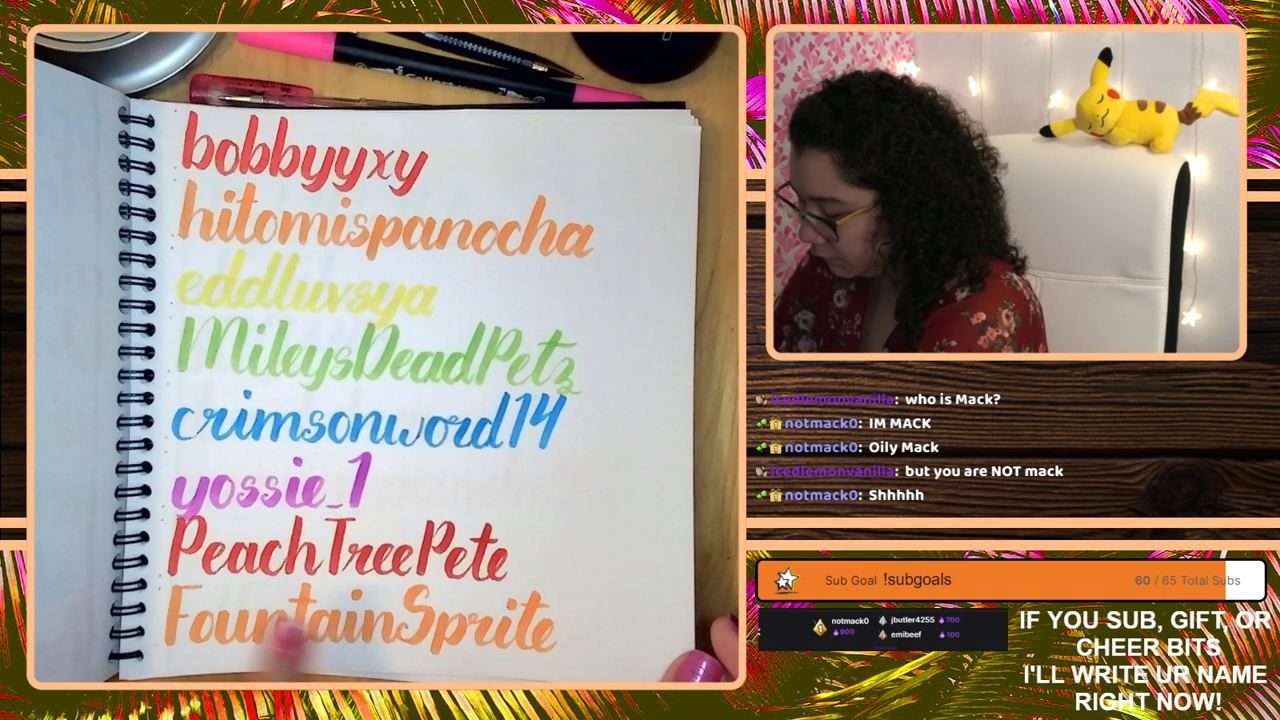 bobbyyxy
hitomispanocha
eddluvsya
MileysDeadPetz
crimsonword14
yossie_1
PeachTreePete
FountainSprite
icedlemonvanilla: who is Mack?
notmack0: IM MACK
notmack0: Oily Mack
icedlemonvanilla: but you are NOT mack
notmack0: Shhhhh
Sub Goal !subgoals 60 / 65 Total Subs
1 notmack0 900
jbutler4255 700
emibeef 100
IF YOU SUB, GIFT, OR
CHEER BITS
I'LL WRITE UR NAME
RIGHT NOW!